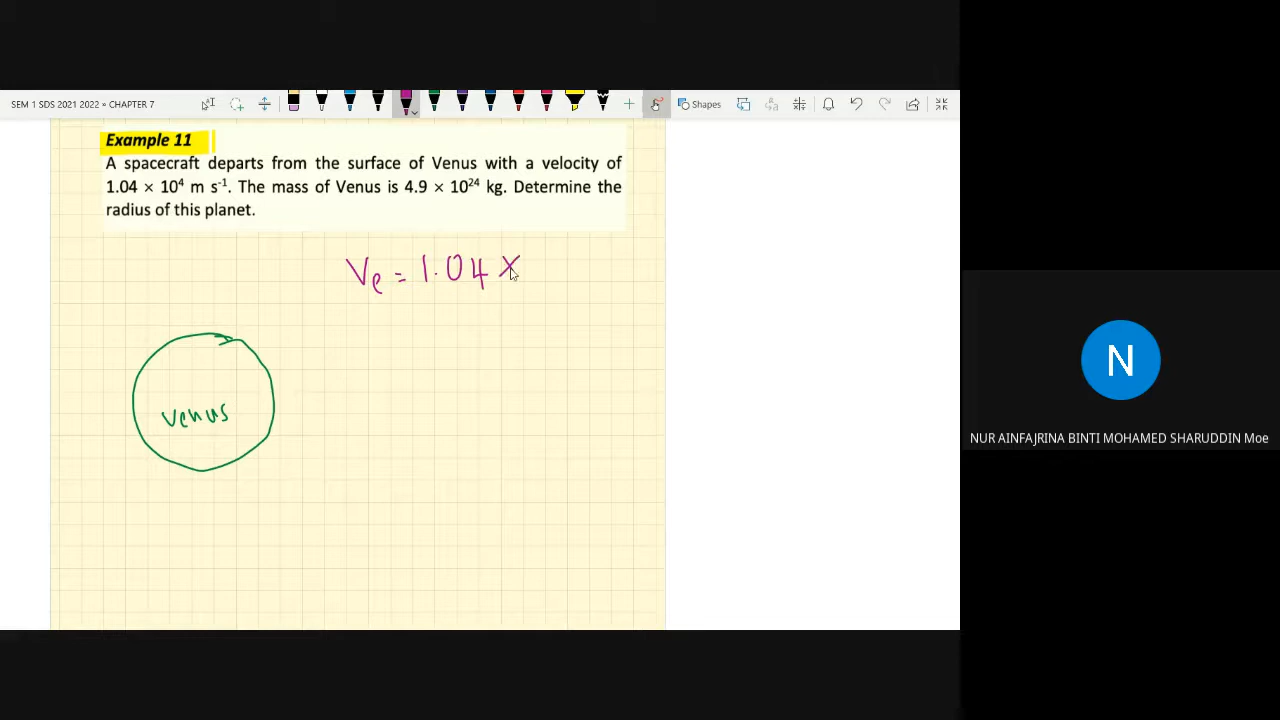 SEM 1 SDS 2021 2022 » CHAPTER 7
Shapes
Example 11
A spacecraft departs from the surface of Venus with a velocity of
1.04 × 10⁴ m s⁻¹. The mass of Venus is 4.9 × 10²⁴ kg. Determine the
radius of this planet.
Ve = 1.04 x
venus
N
NUR AINFAJRINA BINTI MOHAMED SHARUDDIN Moe